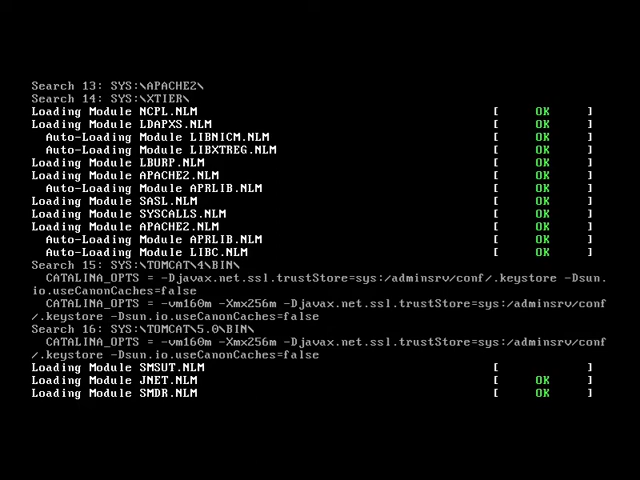 Search 13: SYS:\APACHE2\
Search 14: SYS:\XTIER\
Loading Module NCPL.NLM [ OK ]
Loading Module LDAPXS.NLM [ OK ]
Auto-Loading Module LIBNICM.NLM [ OK ]
Auto-Loading Module LIBXTREG.NLM [ OK ]
Loading Module LBURP.NLM [ OK ]
Loading Module APACHE2.NLM [ OK ]
Auto-Loading Module APRLIB.NLM [ OK ]
Loading Module SASL.NLM [ OK ]
Loading Module SYSCALLS.NLM [ OK ]
Loading Module APACHE2.NLM [ OK ]
Auto-Loading Module APRLIB.NLM [ OK ]
Auto-Loading Module LIBC.NLM [ OK ]
Search 15: SYS:\TOMCAT\4\BIN\
CATALINA_OPTS = -Djavax.net.ssl.trustStore=sys:/adminsrv/conf/.keystore -Dsun.
io.useCanonCaches=false
CATALINA_OPTS = -vm160m -Xmx256m -Djavax.net.ssl.trustStore=sys:/adminsrv/conf
/.keystore -Dsun.io.useCanonCaches=false
Search 16: SYS:\TOMCAT\5.0\BIN\
CATALINA_OPTS = -vm160m -Xmx256m -Djavax.net.ssl.trustStore=sys:/adminsrv/conf
/.keystore -Dsun.io.useCanonCaches=false
Loading Module SMSUT.NLM [ ]
Loading Module JNET.NLM [ OK ]
Loading Module SMDR.NLM [ OK ]